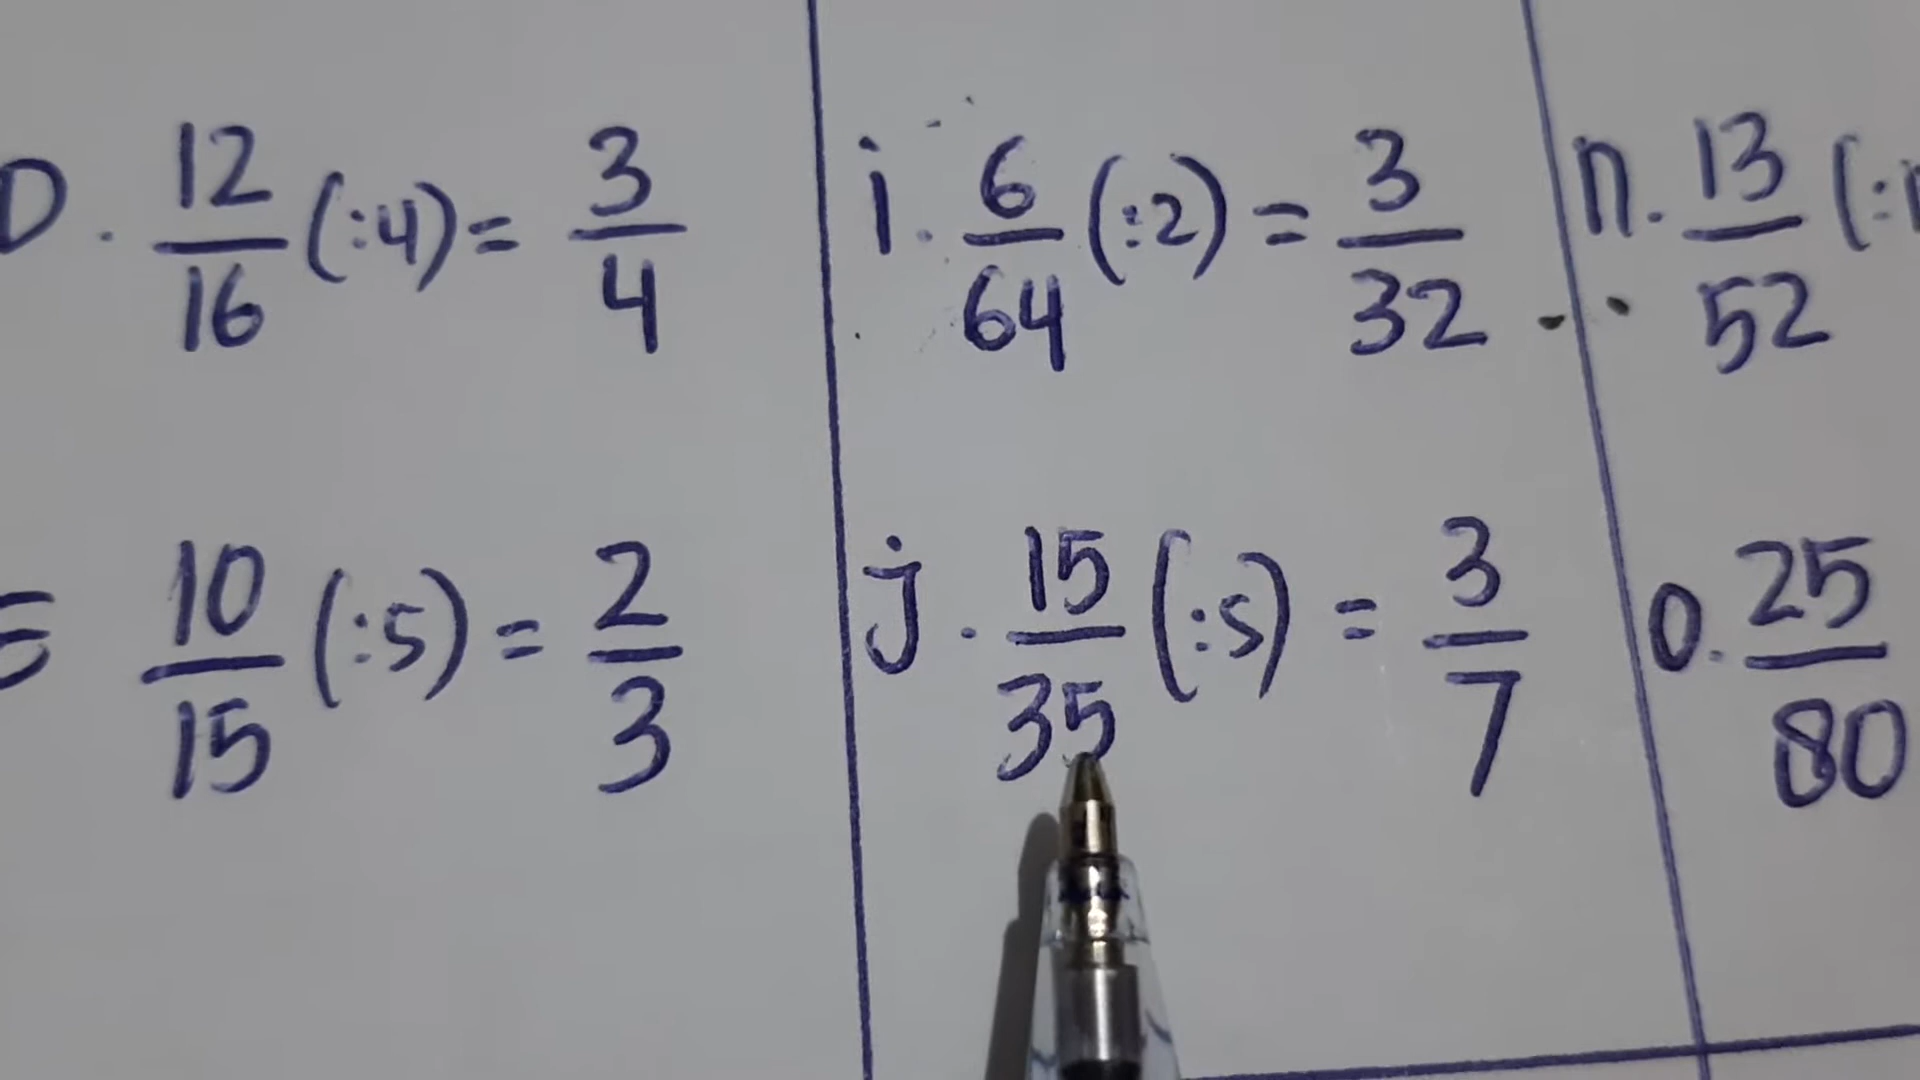 D. 12/16 (:4) = 3/4
i. 6/64 (:2) = 3/32
n. 13/52 (:
10/15 (:5) = 2/3
j. 15/35 (:5) = 3/7
O. 25/80